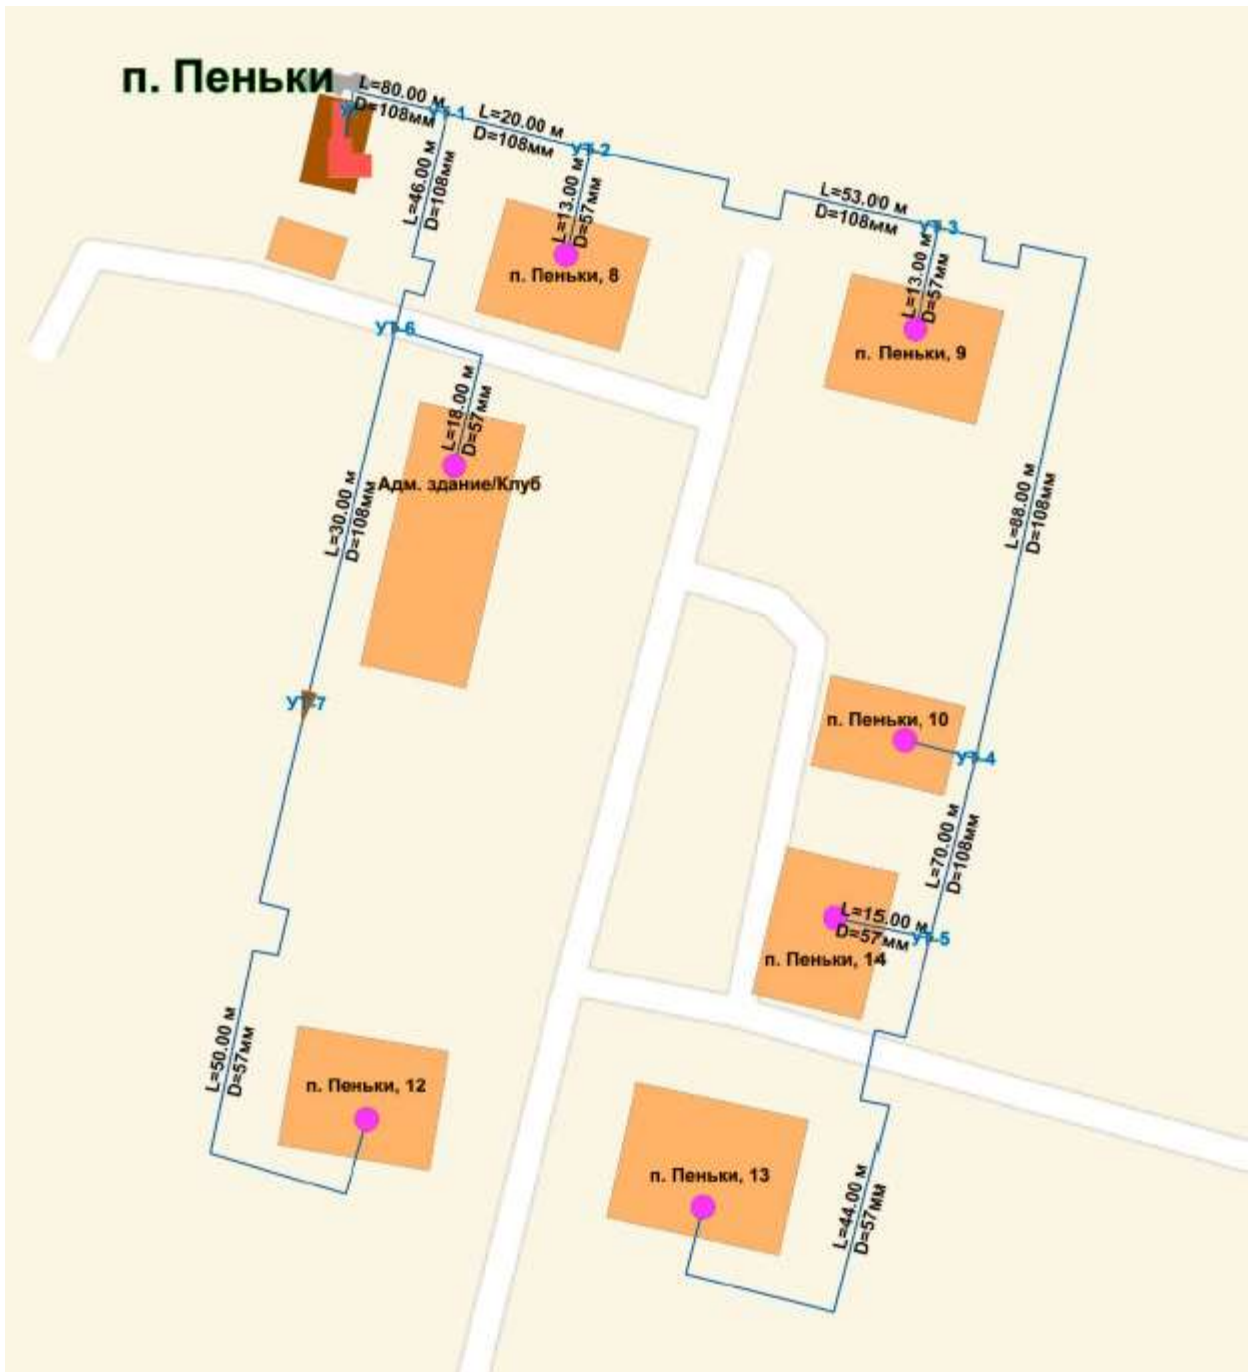 п. Пеньки
L=80.00 м
D=108мм
УТ-1
L=20.00 м
D=108мм
УТ-2
L=46.00 м
D=108мм
L=13.00 м
D=57мм
п. Пеньки, 8
L=53.00 м
D=108мм
УТ-3
L=13.00 м
D=57мм
п. Пеньки, 9
УТ-6
L=18.00 м
D=57мм
Адм. здание/Клуб
L=30.00 м
D=108мм
L=88.00 м
D=108мм
УТ-7
п. Пеньки, 10
УТ-4
L=70.00 м
D=108мм
L=15.00 м
D=57мм
УТ-5
п. Пеньки, 14
L=50.00 м
D=57мм
п. Пеньки, 12
п. Пеньки, 13
L=44.00 м
D=57мм